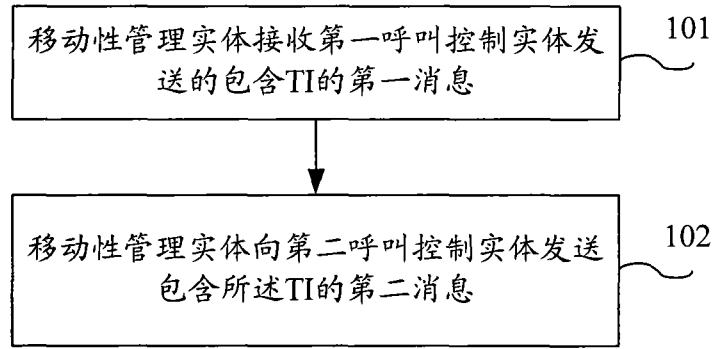 移动性管理实体接收第一呼叫控制实体发
送的包含TI的第一消息
101
移动性管理实体向第二呼叫控制实体发送
包含所述TI的第二消息
102